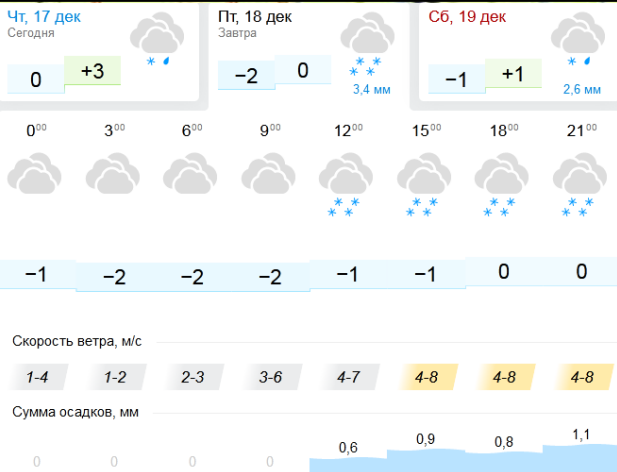 Чт, 17 дек
Сегодня
0 +3
Пт, 18 дек
Завтра
−2 0
3,4 мм
Сб, 19 дек
−1 +1
2,6 мм
0⁰⁰ 3⁰⁰ 6⁰⁰ 9⁰⁰ 12⁰⁰ 15⁰⁰ 18⁰⁰ 21⁰⁰
−1 −2 −2 −2 −1 −1 0 0
Скорость ветра, м/с
1-4 1-2 2-3 3-6 4-7 4-8 4-8 4-8
Сумма осадков, мм
0 0 0 0 0,6 0,9 0,8 1,1